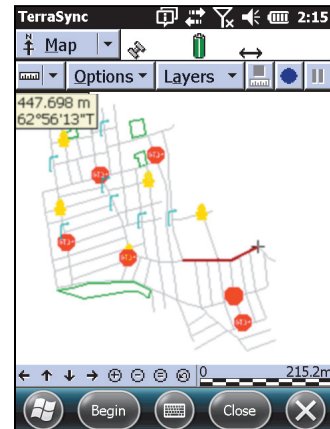 TerraSync 2:15
Map
Options Layers
447.698 m
62°56'13"T
0 215.2m
Begin Close